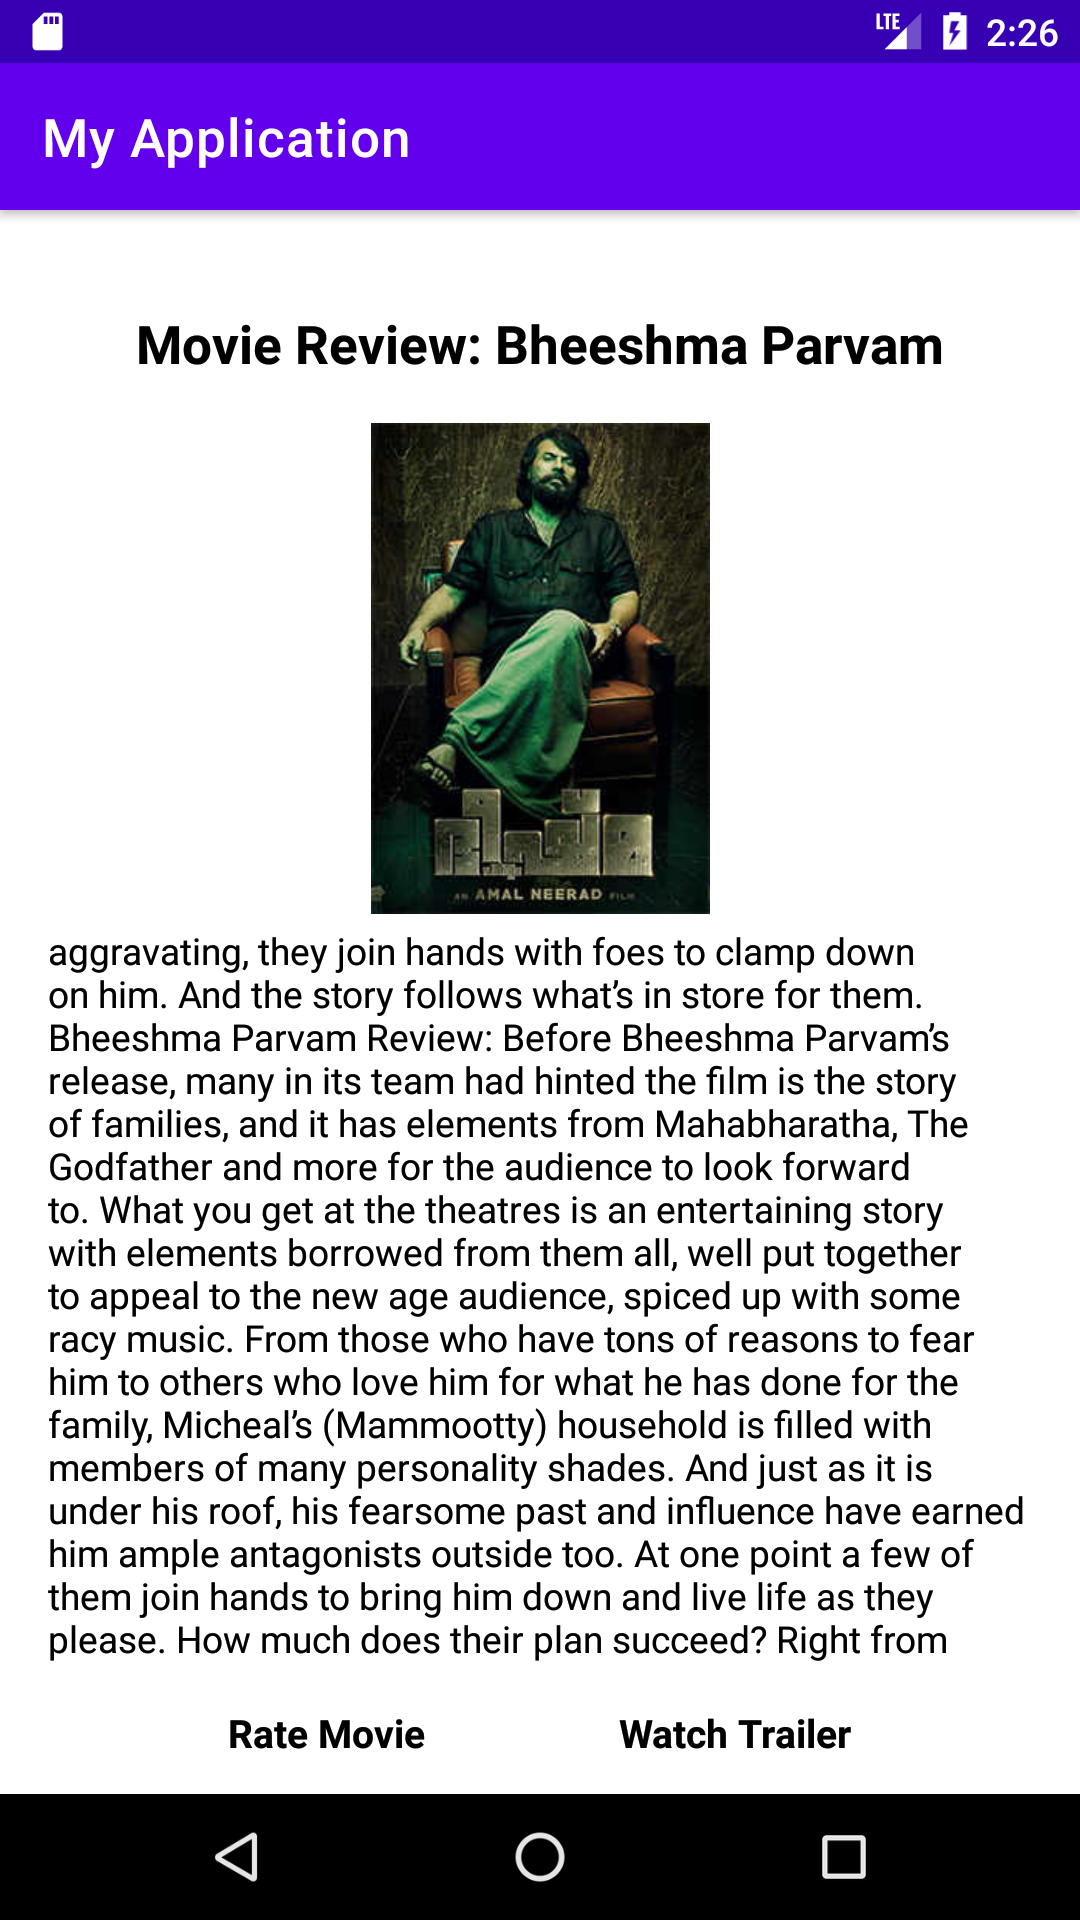 LTE 2:26
My Application
Movie Review: Bheeshma Parvam
ഭീഷ്മ
AN AMAL NEERAD FILM
aggravating, they join hands with foes to clamp down
on him. And the story follows what’s in store for them.
Bheeshma Parvam Review: Before Bheeshma Parvam’s
release, many in its team had hinted the film is the story
of families, and it has elements from Mahabharatha, The
Godfather and more for the audience to look forward
to. What you get at the theatres is an entertaining story
with elements borrowed from them all, well put together
to appeal to the new age audience, spiced up with some
racy music. From those who have tons of reasons to fear
him to others who love him for what he has done for the
family, Micheal’s (Mammootty) household is filled with
members of many personality shades. And just as it is
under his roof, his fearsome past and influence have earned
him ample antagonists outside too. At one point a few of
them join hands to bring him down and live life as they
please. How much does their plan succeed? Right from
Rate Movie
Watch Trailer